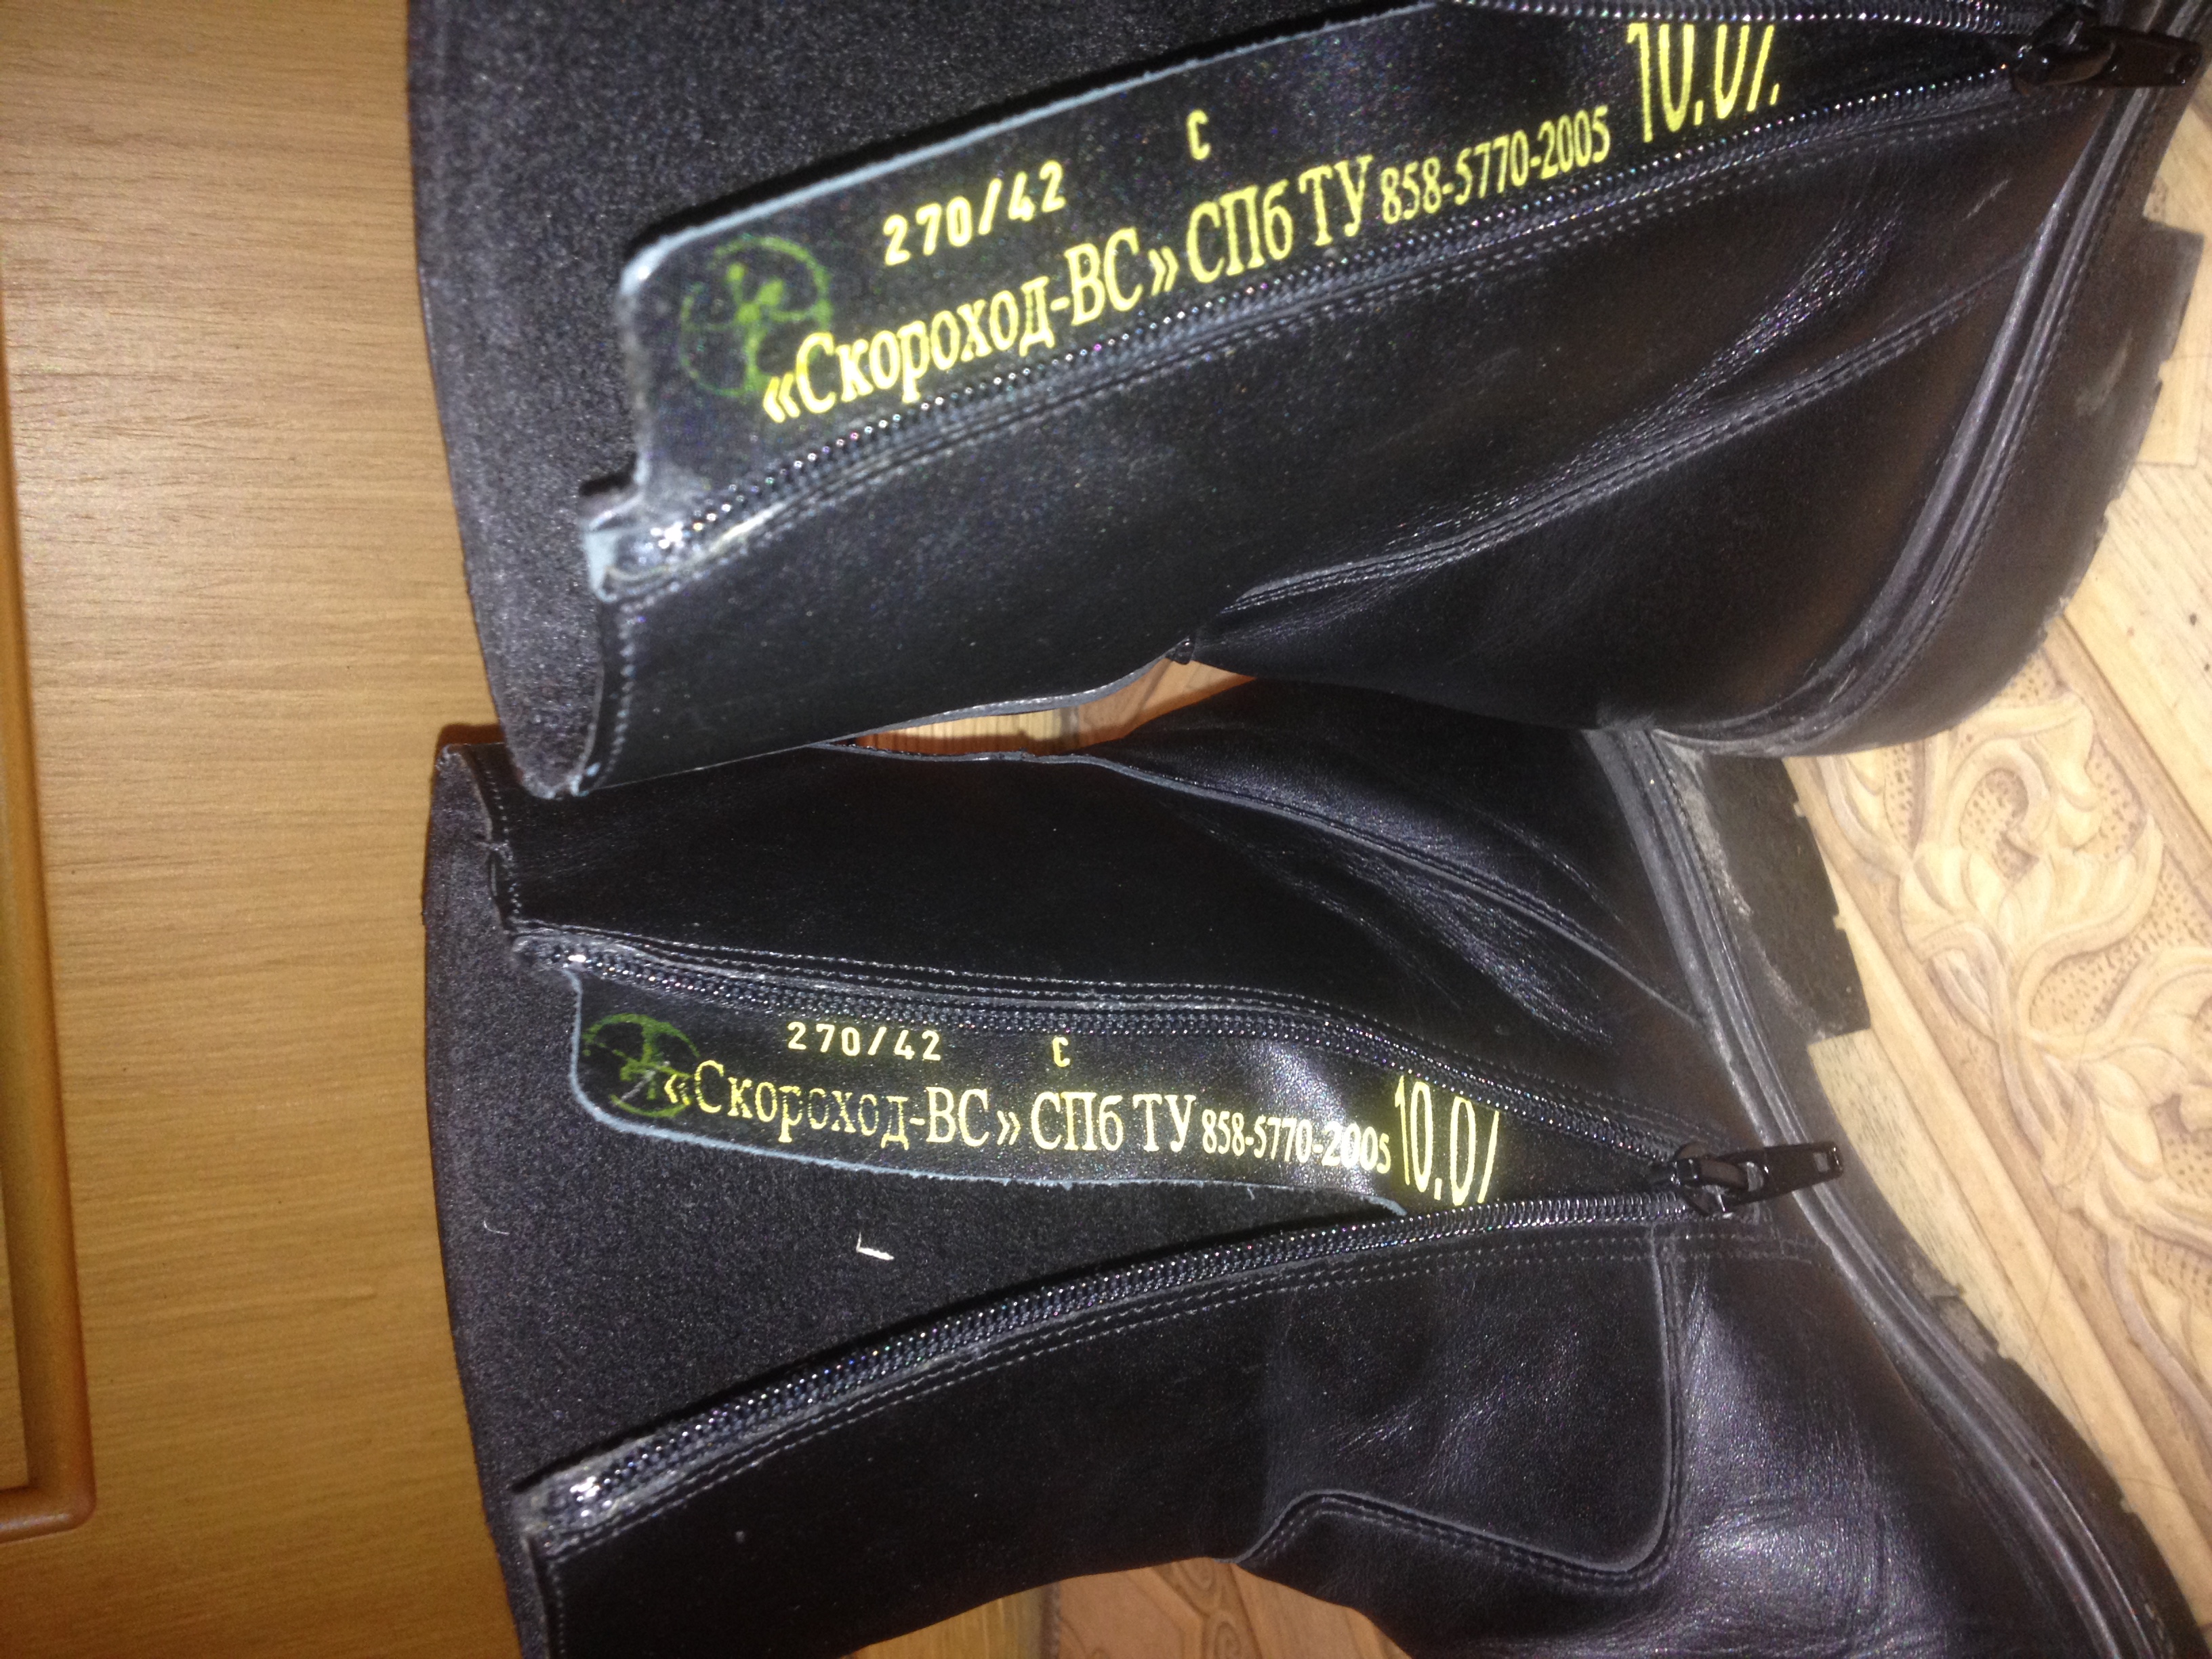 270/42 С
«Скороход-ВС» СПб ТУ 858-5770-2005 10.07.
270/42 С
«Скороход-ВС» СПб ТУ 858-5770-2005 10.07